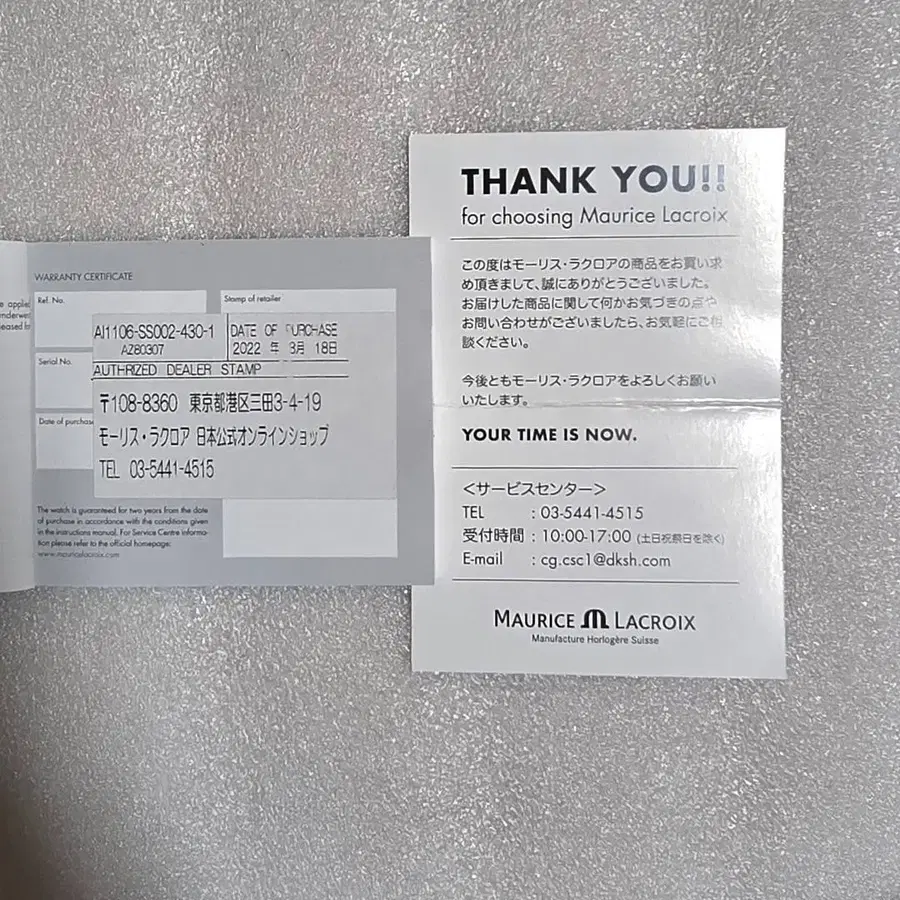 WARRANTY CERTIFICATE
Ref. No.
Stamp of retailer
AI1106-SS002-430-1
AZ80307
DATE OF PURCHASE
2022 年 3月 18日
Serial No.
AUTHRIZED DEALER STAMP
〒108-8360 東京都港区三田3-4-19
Date of purchase
モーリス・ラクロア 日本公式オンラインショップ
TEL 03-5441-4515
The watch is guaranteed for two years from the date
of purchase in accordance with the conditions given
in the instructions manual. For Service Centre informa-
tion please refer to the official homepage:
www.mauricelacroix.com
THANK YOU!!
for choosing Maurice Lacroix
この度はモーリス・ラクロアの商品をお買い求
め頂きまして、誠にありがとうございました。
お届けした商品に関して何かお気づきの点や
お問い合わせがございましたら、お気軽にご相
談ください。
今後ともモーリス・ラクロアをよろしくお願い
いたします。
YOUR TIME IS NOW.
<サービスセンター>
TEL : 03-5441-4515
受付時間 : 10:00-17:00 (土日祝祭日を除く)
E-mail : cg.csc1@dksh.com
MAURICE LACROIX
Manufacture Horlogère Suisse